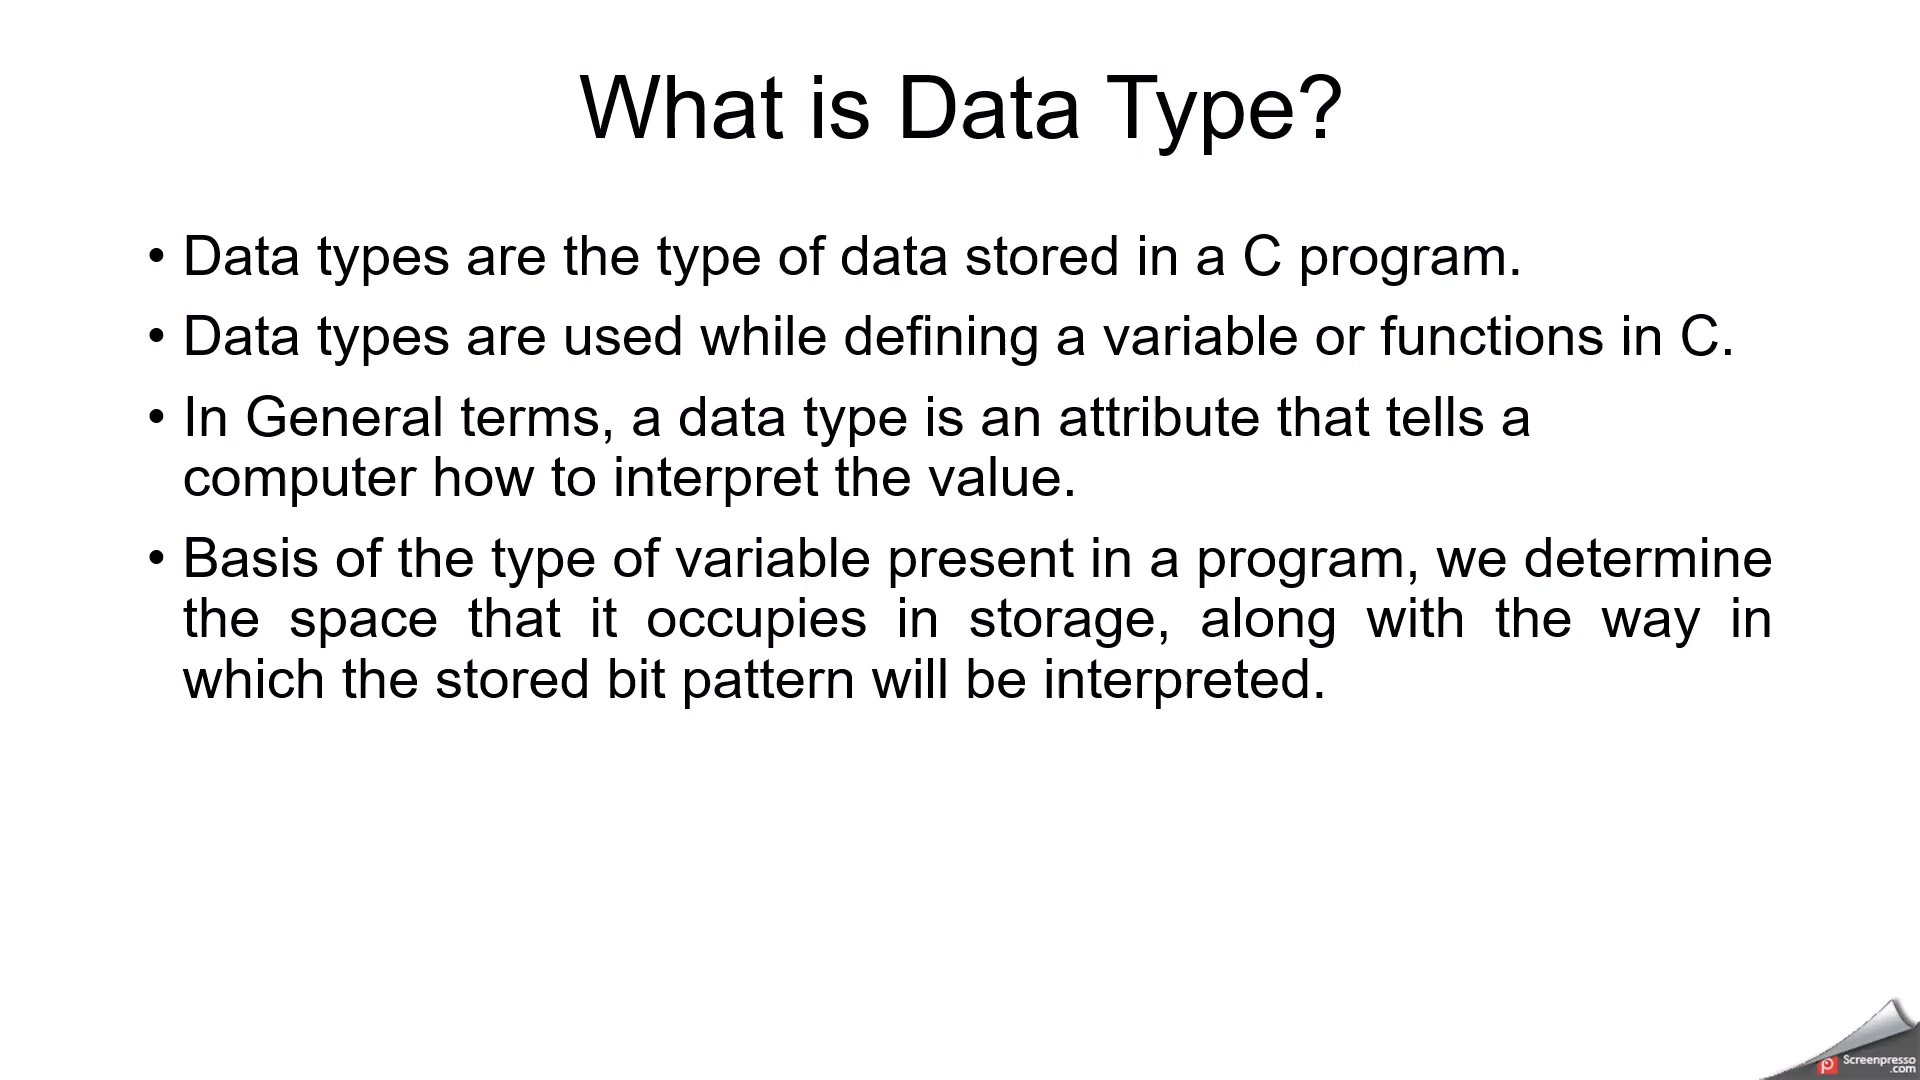 What is Data Type?
• Data types are the type of data stored in a C program.
• Data types are used while defining a variable or functions in C.
• In General terms, a data type is an attribute that tells a
computer how to interpret the value.
• Basis of the type of variable present in a program, we determine
the space that it occupies in storage, along with the way in
which the stored bit pattern will be interpreted.
Screenpresso
.com